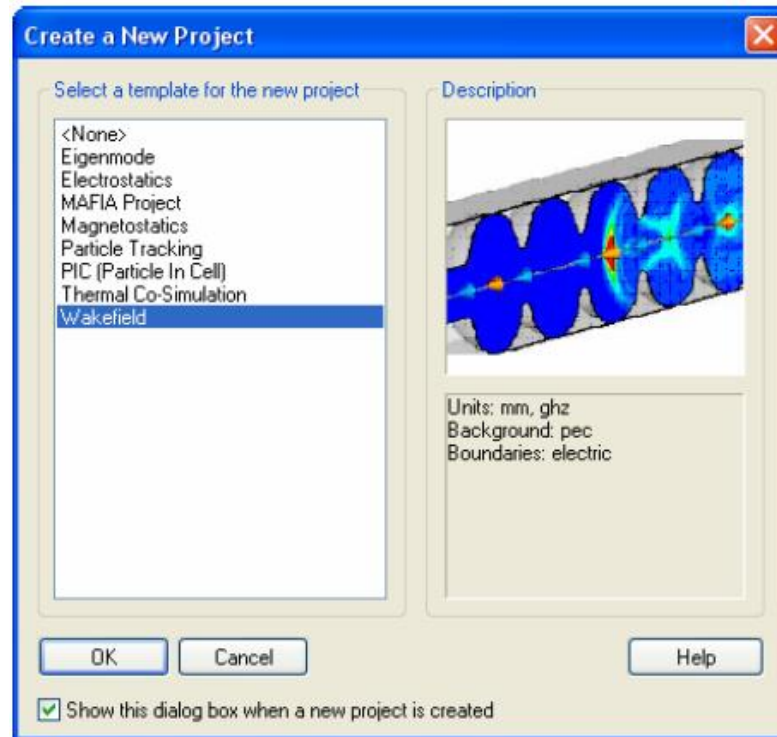 Create a New Project
Select a template for the new project
<None>
Eigenmode
Electrostatics
MAFIA Project
Magnetostatics
Particle Tracking
PIC (Particle In Cell)
Thermal Co-Simulation
Wakefield
Description
Units: mm, ghz
Background: pec
Boundaries: electric
OK
Cancel
Help
Show this dialog box when a new project is created